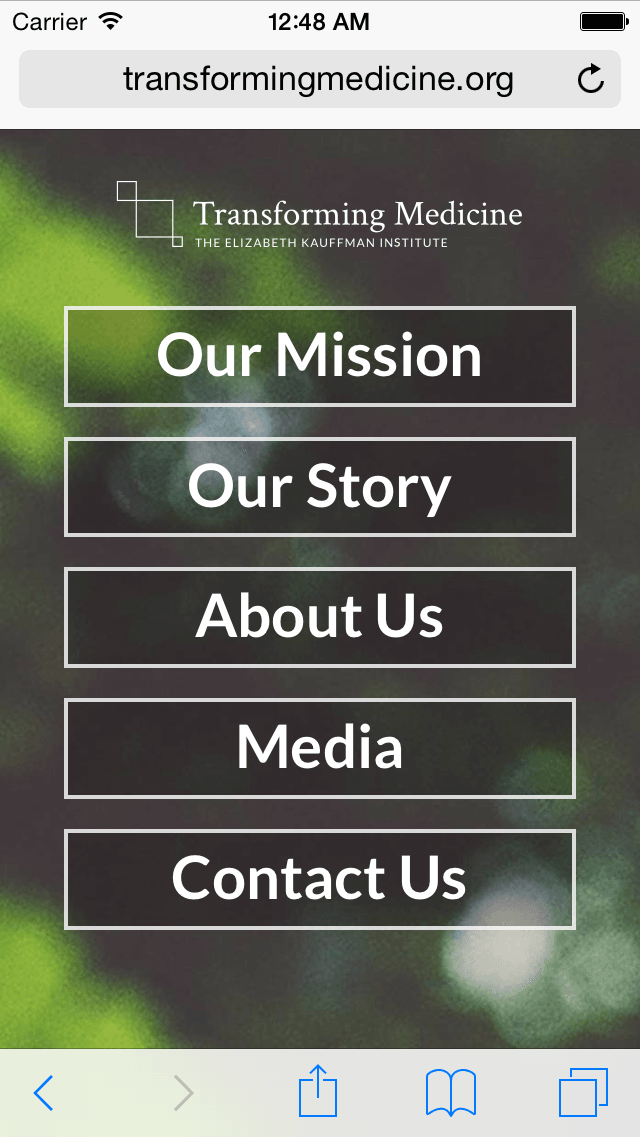 Carrier 12:48 AM
transformingmedicine.org
Transforming Medicine
THE ELIZABETH KAUFFMAN INSTITUTE
Our Mission
Our Story
About Us
Media
Contact Us